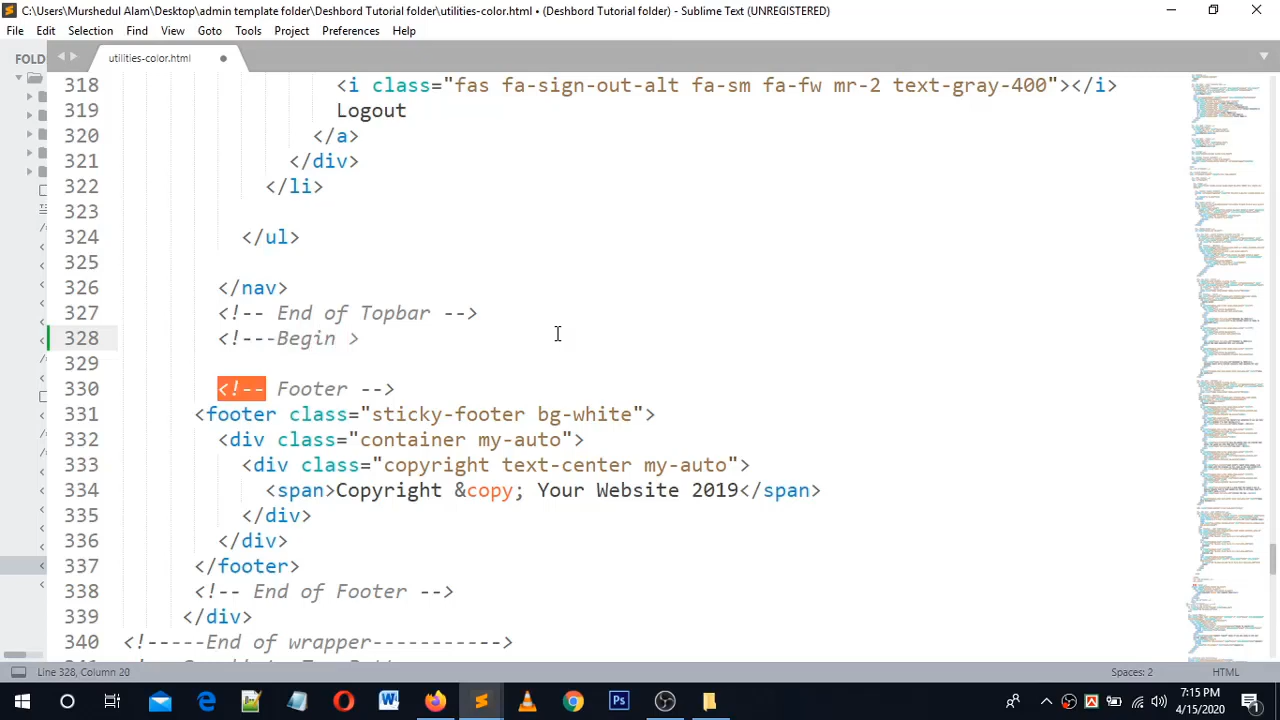 C:\Users\Murshedul Alam\Desktop\admin template folder\Deshbord Tutorial folder\utilities-color.html • (Deshbord Tutorial folder) - Sublime Text (UNREGISTERED)
File Edit Selection Find View Goto Tools Project Preferences Help
FOLD
utilities-color.html
318 <i class="fas fa-sign-out-alt fa-sm fa-fw mr-2 text-gray-400"></i>
319 Logout
320 </a>
321 </div>
322 </li>
323
324 </ul>
325
326 </nav>
327 <!-- End of Topbar -->
328 <!---Begin
329
330 <!-- Footer -->
331 <footer class="sticky-footer bg-white">
332 <div class="container my-auto">
333 <div class="copyright text-center my-auto">
334 <span>Copyright &copy; Your Website 2019</span>
335 </div>
336 </div>
337 </footer>
338 <!-- End of Footer -->
339 </div>
340 <!-----End of wrapper-----------
Line 328, Column 20
Spaces: 2
HTML
7:15 PM
4/15/2020